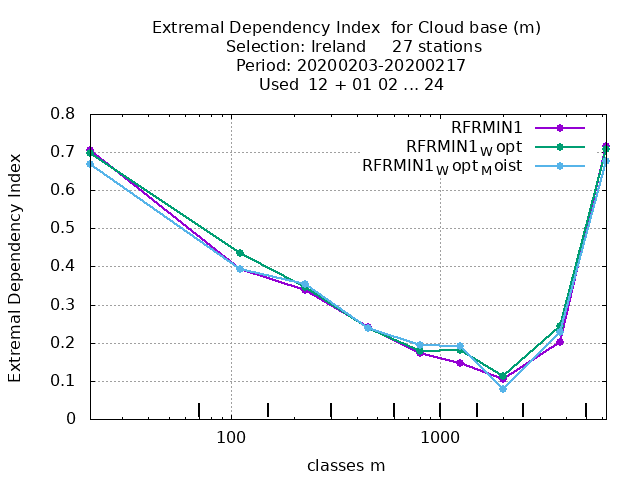 Extremal Dependency Index  for Cloud base (m)
Selection: Ireland     27 stations
Period: 20200203-20200217
Used  12 + 01 02 ... 24
RFRMIN1
RFRMIN1W opt
RFRMIN1W opt Moist
Extremal Dependency Index
0.8
0.7
0.6
0.5
0.4
0.3
0.2
0.1
0
100
1000
classes m